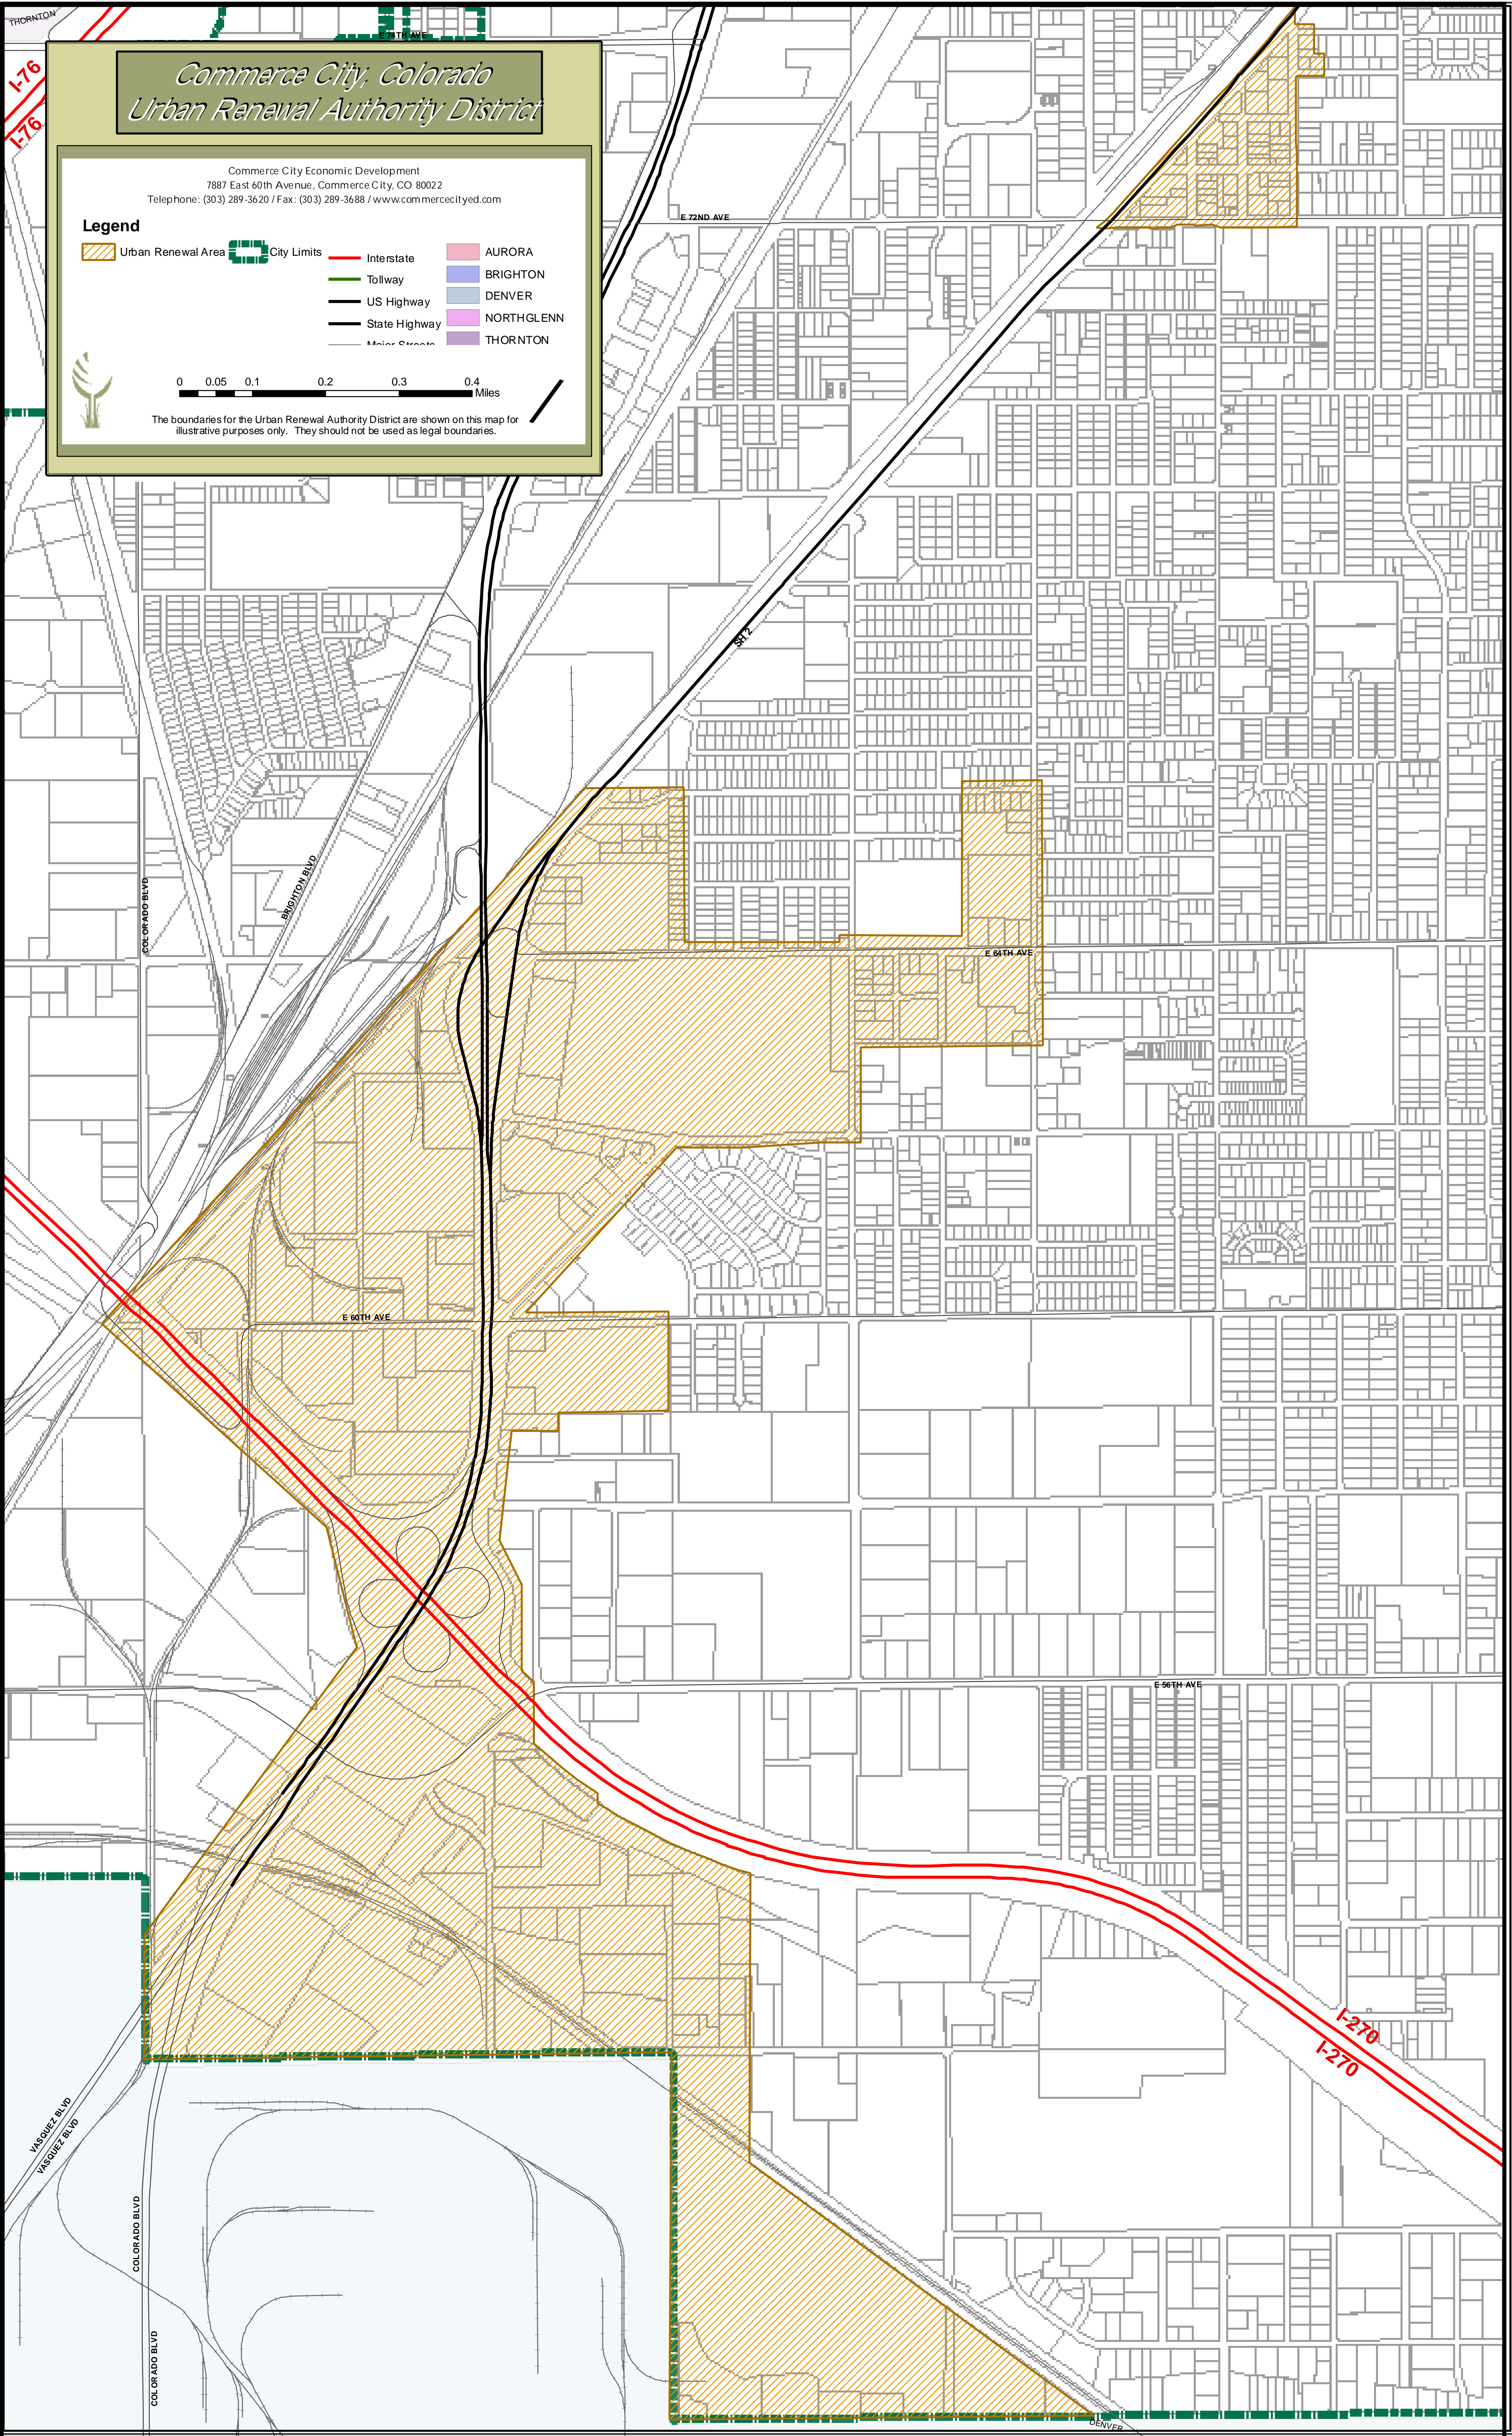 THORNTON
E 74TH AVE
I-76
I-76
Commerce City, Colorado
Urban Renewal Authority District
Commerce City Economic Development
7887 East 60th Avenue, Commerce City, CO 80022
Telephone: (303) 289-3620 / Fax: (303) 289-3688 / www.commercecityed.com
Legend
Urban Renewal Area
City Limits
Interstate
Tollway
US Highway
State Highway
Major Streets
AURORA
BRIGHTON
DENVER
NORTHGLENN
THORNTON
0 0.05 0.1 0.2 0.3 0.4
Miles
The boundaries for the Urban Renewal Authority District are shown on this map for
illustrative purposes only. They should not be used as legal boundaries.
E 72ND AVE
SH 2
COLORADO BLVD
BRIGHTON BLVD
E 64TH AVE
E 60TH AVE
E 56TH AVE
I-270
I-270
VASQUEZ BLVD
VASQUEZ BLVD
COLORADO BLVD
COLORADO BLVD
DENVER